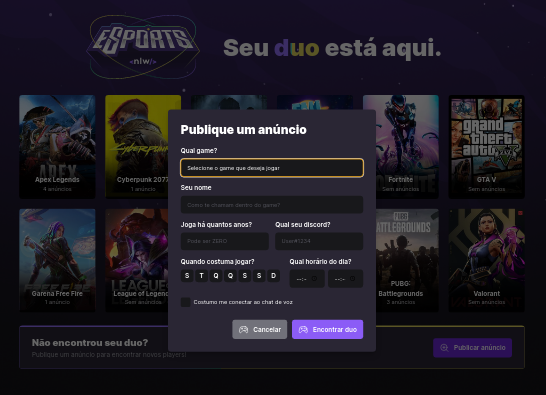 ESPORTS
<nlw/>
Seu duo está aqui.
Publique um anúncio
Qual game?
Selecione o game que deseja jogar
Seu nome
Como te chamam dentro do game?
Joga há quantos anos?
Qual seu discord?
Pode ser ZERO
User#1234
Quando costuma jogar?
Qual horário do dia?
S T Q Q S S D
--:--
--:--
Costumo me conectar ao chat de voz
Cancelar
Encontrar duo
APEX
Apex Legends
4 anúncios
Cyberpunk 2077
1 anúncio
Fortnite
Sem anúncios
grand
theft
auto
GTA V
Sem anúncios
Garena Free Fire
1 anúncio
League of Legends
Sem anúncios
PUBG
BATTLEGROUNDS
PUBG:
Battlegrounds
Valorant
Sem anúncios
Não encontrou seu duo?
Publique um anúncio para encontrar novos players!
Publicar anúncio